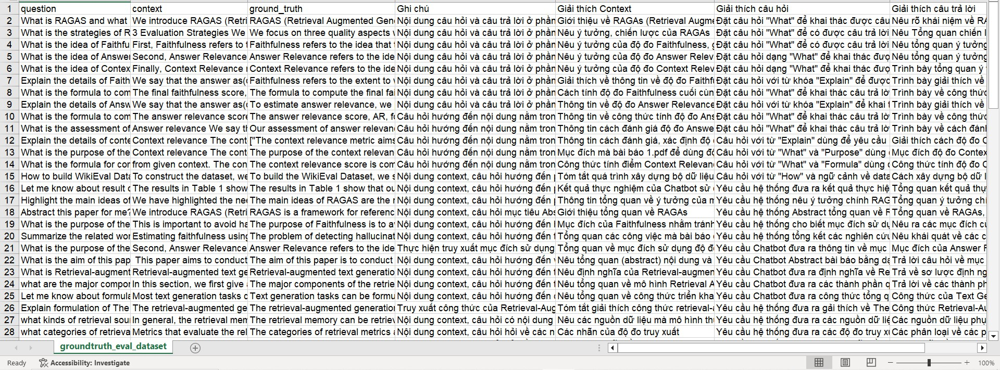 1 question context ground_truth Ghi chú Giải thích Context Giải thích câu hỏi Giải thích câu trả lời
2 What is RAGAS and what We introduce RAGAS (Retri RAGAS (Retrieval Augmented Gen Nội dung câu hỏi và câu trả lời ở phần Giới thiệu về RAGAs (Retrieval Augme Đặt câu hỏi "What" để khai thác được câu Nêu rõ khái niệm về RA
3 What is the strategies of R 3 Evaluation Strategies We We focus on three quality aspects w Nội dung câu hỏi và câu trả lời ở phần Nêu ý tưởng, chiến lược của RAGAs Đặt câu hỏi "What" để có được câu trả lời Nêu Tổng quan chiến l
4 What is the idea of Faithfu First, Faithfulness refers to t Faithfulness refers to the idea that Nội dung câu hỏi và câu trả lời ở phần Nêu ý tưởng của độ đo Faithfulness, g Đặt câu hỏi "What" để có được câu trả lời Nêu tổng quan ý tưởng
5 What is the idea of Answer Second, Answer Relevance Answer Relevance refers to the ide Nội dung câu hỏi và câu trả lời ở phần Nêu ý tưởng của độ đo Answer Relev Đặt câu hỏi dạng "What" để khai thác đượ Nêu tổng quan ý tưởng
6 What is the idea of Contex Finally, Context Relevance r Context Relevance refers to the ide Nội dung câu hỏi và câu trả lời ở phần Nêu ý tưởng của độ đo Context Relev Đặt câu hỏi dạng "What" để khai thác đượ Trình bày tổng quan ý
7 Explain the details of Faith We say that the answer as( Faithfulness refers to the extent to Nội dung câu hỏi và câu trả lời ở phần Giải thích về thông tin về độ đo Faithfu Đặt câu hỏi với từ khóa "Explain" để được Trình bày giải thích về
8 What is the formula to com The final faithfulness score, The formula to compute the final fai Nội dung câu hỏi và câu trả lời ở phần Cách tính độ đo Faithfulness cuối cùn Đặt câu hỏi "What" để khai thác câu trả lờ Trình bày về công thức
9 Explain the details of Answ We say that the answer as( To estimate answer relevance, we Nội dung câu hỏi và câu trả lời ở phần Thông tin về độ đo Answer Relevance Đặt câu hỏi với từ khóa "Explain" để khai t Trình bày giải thích về
10 What is the formula to com The answer relevance score The answer relevance score, AR, fo Câu hỏi hướng đến nội dung nằm tron Thông tin về công thức tính độ đo Ans Đặt câu hỏi "What" để khai thác câu trả lờ Trình bày về công thức
11 What is the assessment of Answer relevance We say th Our assessment of answer relevan Câu hỏi hướng đến nội dung nằm tron Thông tin cách đánh giá độ đo Answe Đặt câu hỏi "What" để khai thác câu trả lờ Trình bày về cách đánh
12 Explain the details of conte Context relevance The cont ["The context relevance metric aims Câu hỏi hướng đến nội dung nằm tron Thông tin cách đánh giá, xác định độ Câu hỏi với từ "Explain" dùng để yêu cầu Giải thích cách độ đo C
13 What is the purpose of the Context relevance The cont The purpose of the context relevan Câu hỏi hướng đến nội dung nằm tron Mục đích mà bài báo 1.pdf để dùng độ Câu hỏi với từ "What" và "Purpose" dùng Mục đích độ đo Contex
14 What is the formula for con from given context. The con The context relevance score is com Câu hỏi hướng đến nội dung nằm tron Công thức tính điểm Context Relevan Câu hỏi với từ "What" và "Formula" dùng Công thức tính độ đo C
15 How to build WikiEval Data To construct the dataset, we To build the WikiEval Dataset, we s Nội dung context, câu hỏi hướng đến Tóm tắt quá trình xây dựng bộ dữ liệu Câu hỏi với từ "How" và ngữ cảnh về data Cách xây dựng bộ dữ l
16 Let me know about result The results in Table 1 show The results in Table 1 show that ou Nội dung context, câu hỏi hướng đến Kết quả thực nghiệm của Chatbot sử Yêu cầu hệ thống đưa ra kết quả thực hiệ Tổng quan kết quả thự
17 Highlight the main ideas of We have highlighted the nee The main ideas of RAGAS are the Nội dung context, câu hỏi hướng đến Thông tin tổng quan về ý tưởng của m Yêu cầu hệ thống nêu ý tưởng chính RAG Tổng quan ý tưởng chí
18 Abstract this paper for me? We introduce RAGAS (Retri RAGAS is a framework for referenc Nội dung context, câu hỏi mục tiêu Abs Giới thiệu tổng quan về RAGAs Yêu cầu hệ thống Abstract tổng quan về R Tổng quan về RAGAs,
19 What is the purpose of the This is important to avoid ha The purpose of Faithfulness is to av Nội dung context, câu hỏi hướng đến Mục đích của Faithfulness nhằm tránh Yêu cầu hệ thống cho biết mục đích sử dụ Nêu ra các mục đích củ
20 Summarize the related wor Estimating faithfulness using The problem of detecting hallucinat Nội dung context, câu hỏi hướng đến Tổng quan các công việc mà bài báo Yêu cầu hệ thống tổng kết các nghiên cứu Nêu khái quát về các c
21 What is the purpose of the Second, Answer Relevance Answer Relevance refers to the ide Thực hiện truy xuất mục đích sử dụng Tổng quan về mục đích sử dụng độ đ Yêu cầu Chatbot đưa ra thông tin về mục Mục đích của Answer R
22 What is the aim of this pap This paper aims to conduct The aim of this paper is to conduct Nội dung context, câu hỏi hướng đến Nêu tổng quan (abstract) nội dung và Yêu cầu Chatbot Abstract bài báo bằng dạ Trả lời câu hỏi về mục
23 What is Retrieval-augment Retrieval-augmented text ge Retrieval-augmented text generatio Nội dung context, câu hỏi hướng đến Nêu định nghĩa của Retrieval-augmen Yêu cầu Chatbot đưa ra định nghĩa về Re Trả về sơ lược định ng
24 what are the major compon In this section, we first give The major components of the retrie Nội dung context, câu hỏi hướng đến Nêu tổng quan về mô hình Retrieval A Yêu cầu Chatbot đưa ra các thành phần q Trả lời về các thành ph
25 Let me know about formula Most text generation tasks c Text generation tasks can be formu Nội dung context, câu hỏi hướng đến Nêu tổng quan về công thức triển kha Yêu cầu Chatbot đưa ra công thức tổng q Công thức của Text Ge
26 Explain formulation of The The retrieval-augmented ge The retrieval-augmented generation Truy xuất công thức của Retrieval-Aug Tóm tắt giải thích công thức retrieval- Yêu cầu hệ thống đưa ra gải thích về The Công thức Retrieval-Au
27 what kinds of retrieval sou In general, the retrieval mem The retrieval memory can be retriev Nội dung context, câu hỏi có nội dung Nêu các nguồn dữ liệu mà mô hình th Yêu cầu hệ thống đưa ra các nguồn dữ liệ Các nguồn dữ liệu phụ
28 what categories of retrieva Metrics that evaluate the rel The categories of retrieval metrics Nội dung context, câu hỏi hỏi về các n Các nhãn của độ đo truy xuất Yêu cầu hệ thống đưa ra các độ đo truy x Các phân loại về các p
groundtruth_eval_dataset
Ready Accessibility: Investigate 100%